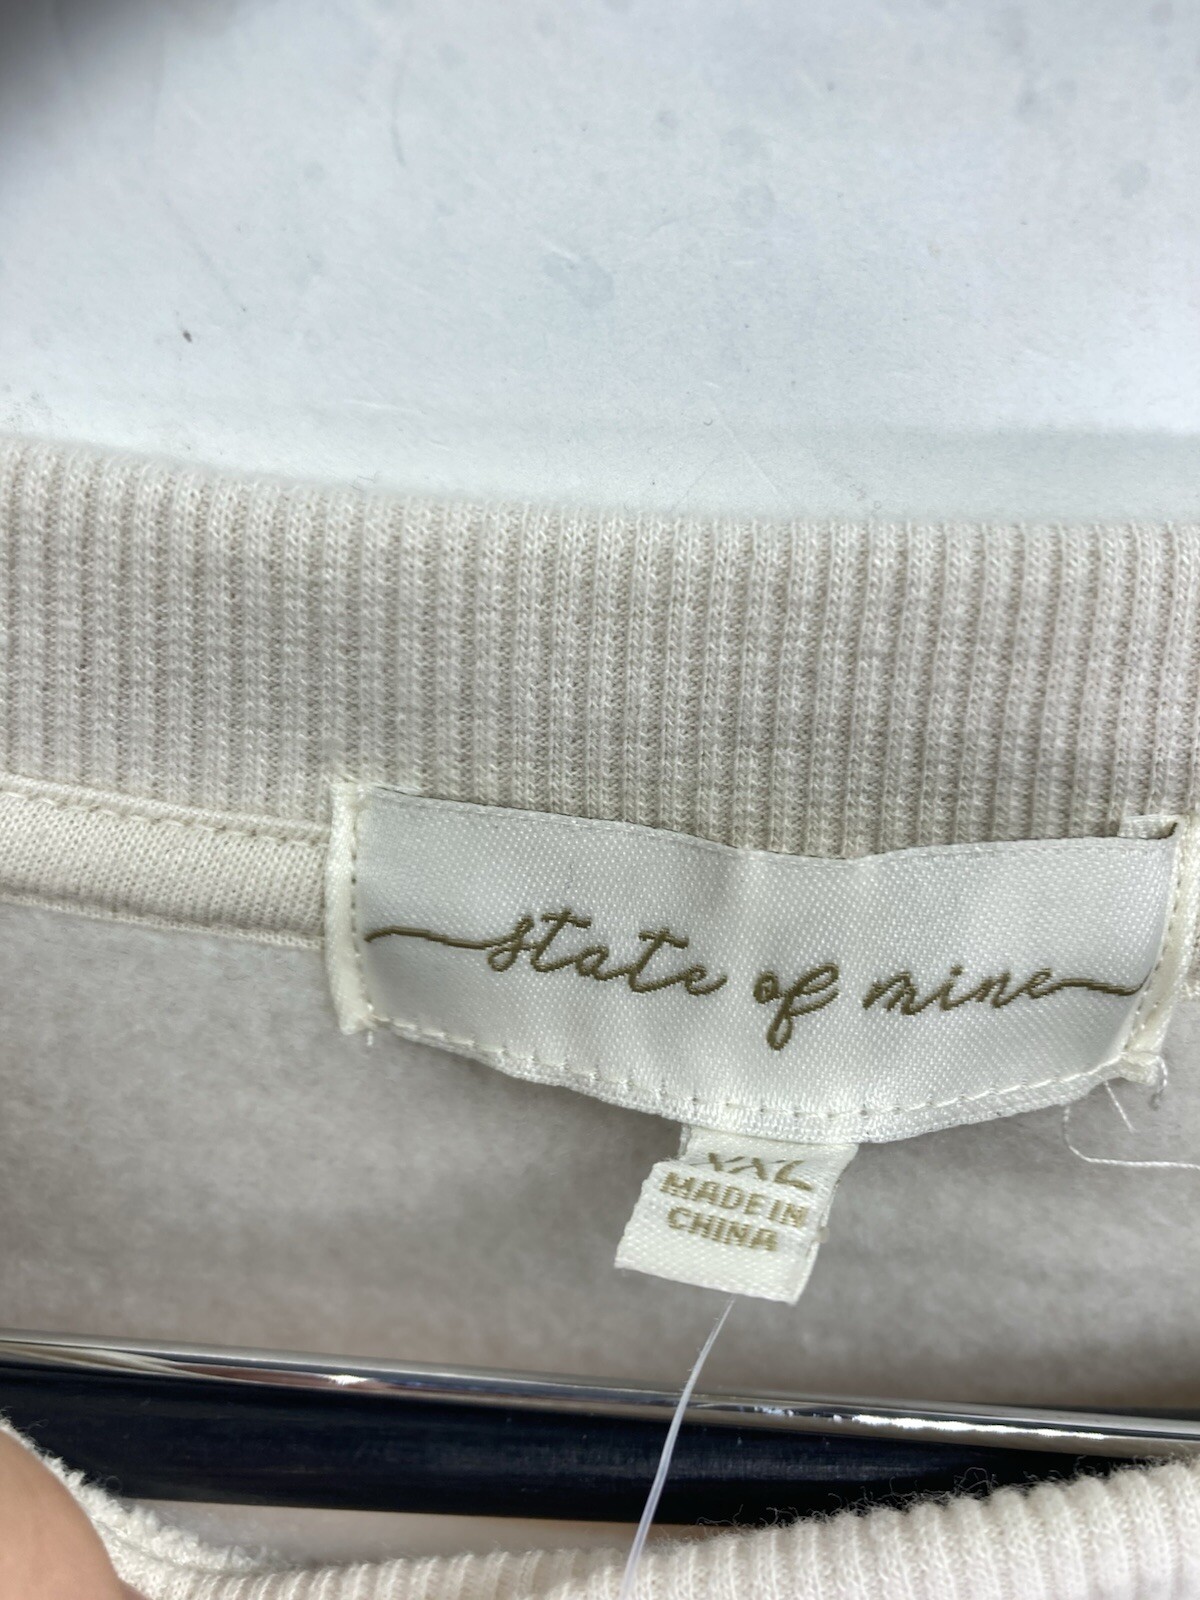 state of mine
XXL
MADE IN
CHINA